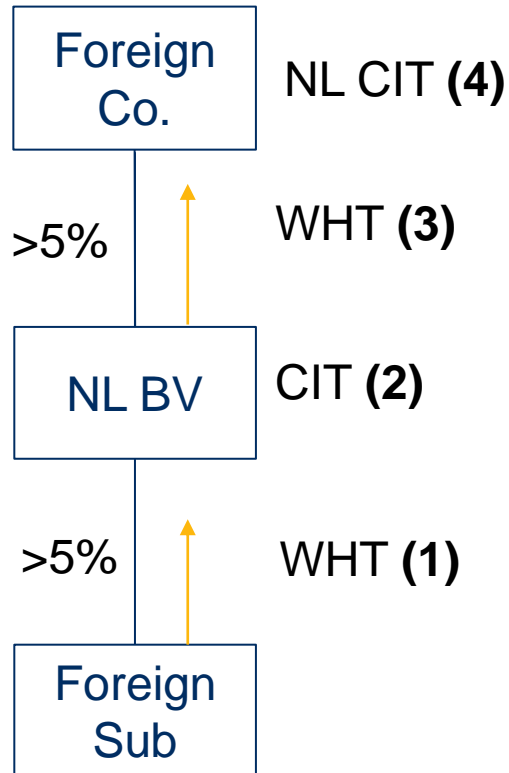 Foreign
Co.
NL CIT (4)
>5%
WHT (3)
NL BV
CIT (2)
>5%
WHT (1)
Foreign
Sub